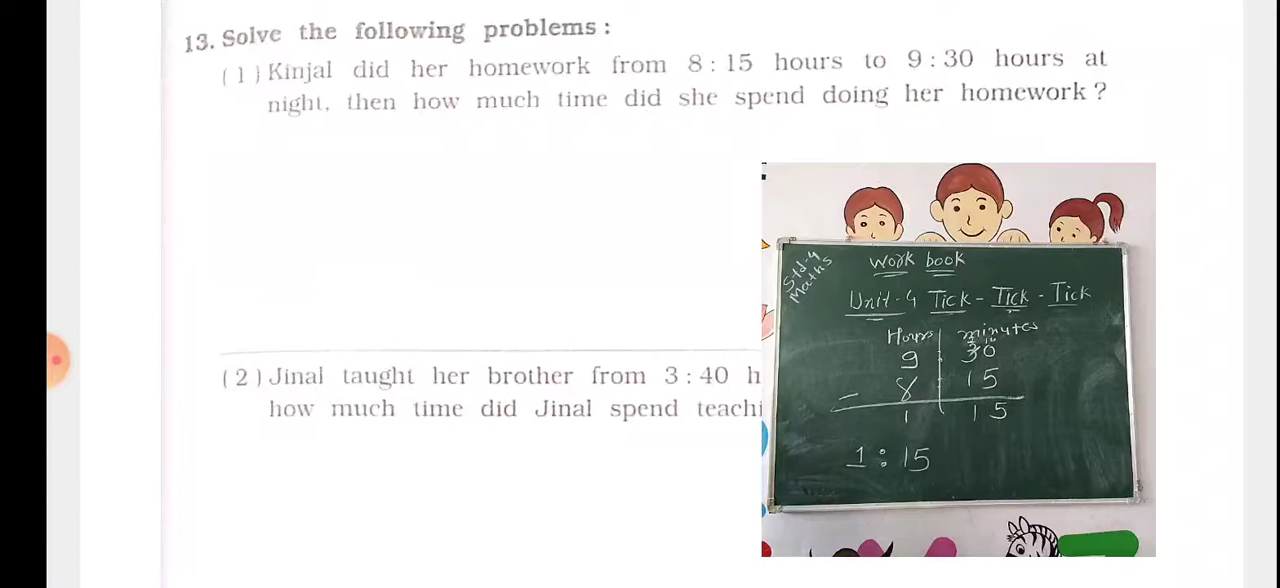 13. Solve the following problems :
( 1 ) Kinjal did her homework from 8 : 15 hours to 9 : 30 hours at
night, then how much time did she spend doing her homework ?
( 2 ) Jinal taught her brother from 3 : 40 h
how much time did Jinal spend teachi
Std-4
Maths
Work book
Unit-4 Tick - Tick - Tick
Hours | minutes
9 : 30
- 8 : 15
1 15
1 : 15